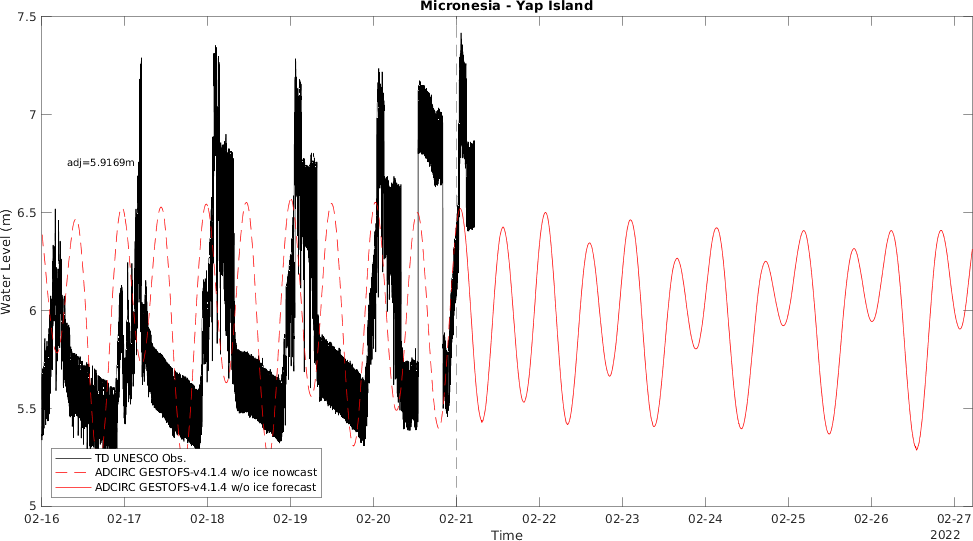 Micronesia - Yap Island
7.5
7
6.5
6
5.5
5
Water Level (m)
adj=5.9169m
TD UNESCO Obs.
ADCIRC GESTOFS-v4.1.4 w/o ice nowcast
ADCIRC GESTOFS-v4.1.4 w/o ice forecast
02-16 02-17 02-18 02-19 02-20 02-21 02-22 02-23 02-24 02-25 02-26 02-27
Time
2022